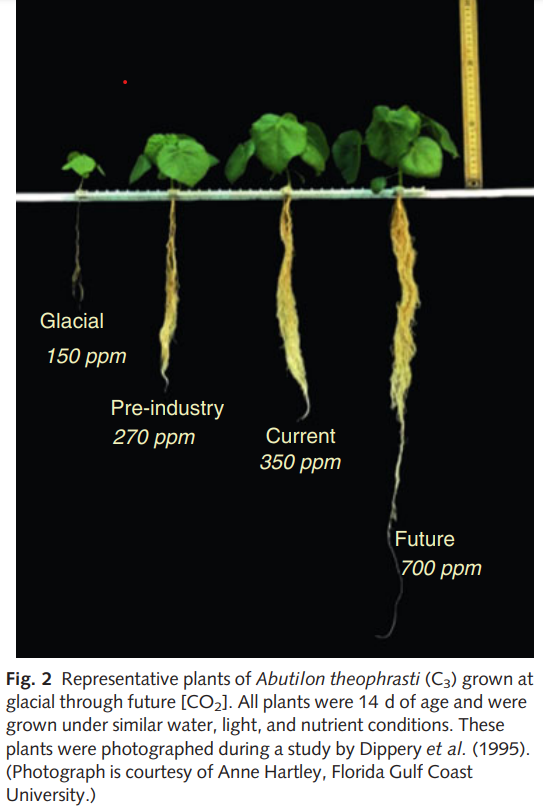 Glacial
150 ppm
Pre-industry
270 ppm
Current
350 ppm
Future
700 ppm
Fig. 2 Representative plants of Abutilon theophrasti (C₃) grown at
glacial through future [CO₂]. All plants were 14 d of age and were
grown under similar water, light, and nutrient conditions. These
plants were photographed during a study by Dippery et al. (1995).
(Photograph is courtesy of Anne Hartley, Florida Gulf Coast
University.)